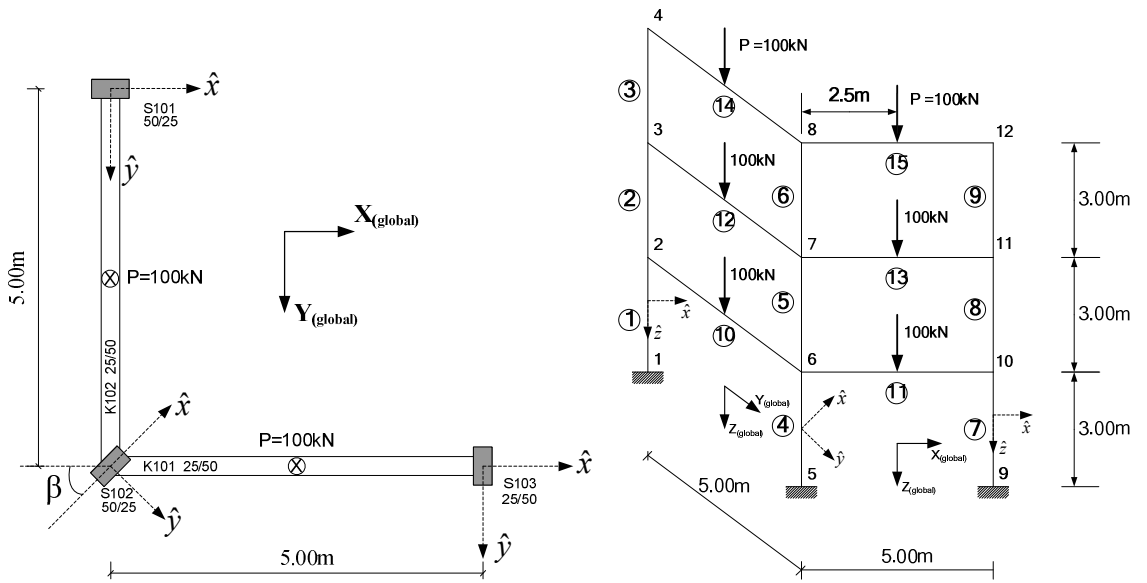 x̂
S101
50/25
ŷ
5.00m
X(global)
P=100kN
Y(global)
K102 25/50
x̂
P=100kN
β
K101 25/50
x̂
S102
50/25
ŷ
S103
25/50
ŷ
5.00m
4
P =100kN
3
14
2.5m
P =100kN
8
12
3
100kN
15
2
12
6
9
3.00m
100kN
2
100kN
7
11
13
5
8
3.00m
x̂
1
ẑ
10
100kN
1
6
10
11
Y(global)
Z(global)
4
x̂
ŷ
X(global)
Z(global)
7
x̂
ẑ
3.00m
5
9
5.00m
5.00m